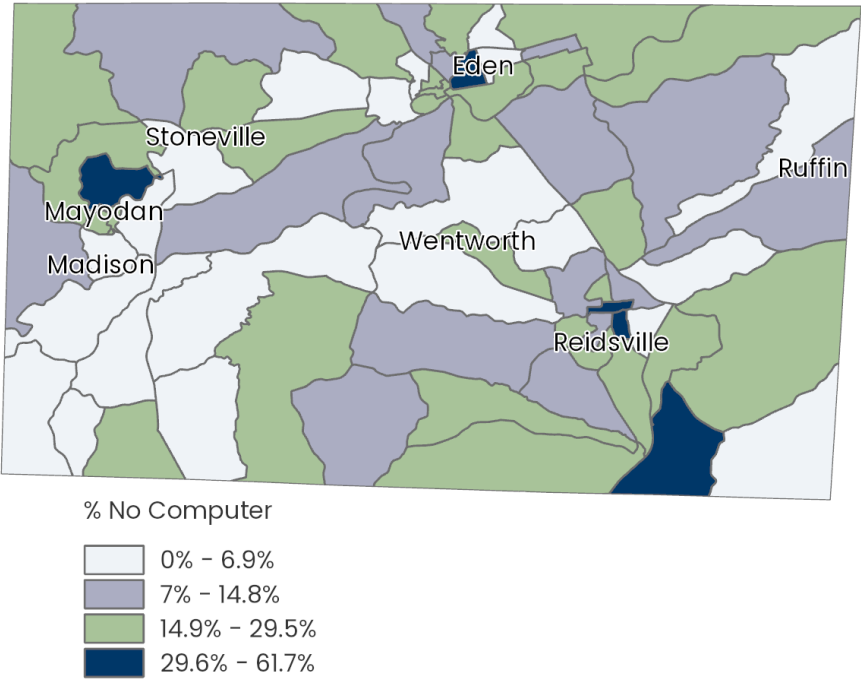 Eden
Stoneville
Ruffin
Mayodan
Wentworth
Madison
Reidsville
% No Computer
0% - 6.9%
7% - 14.8%
14.9% - 29.5%
29.6% - 61.7%